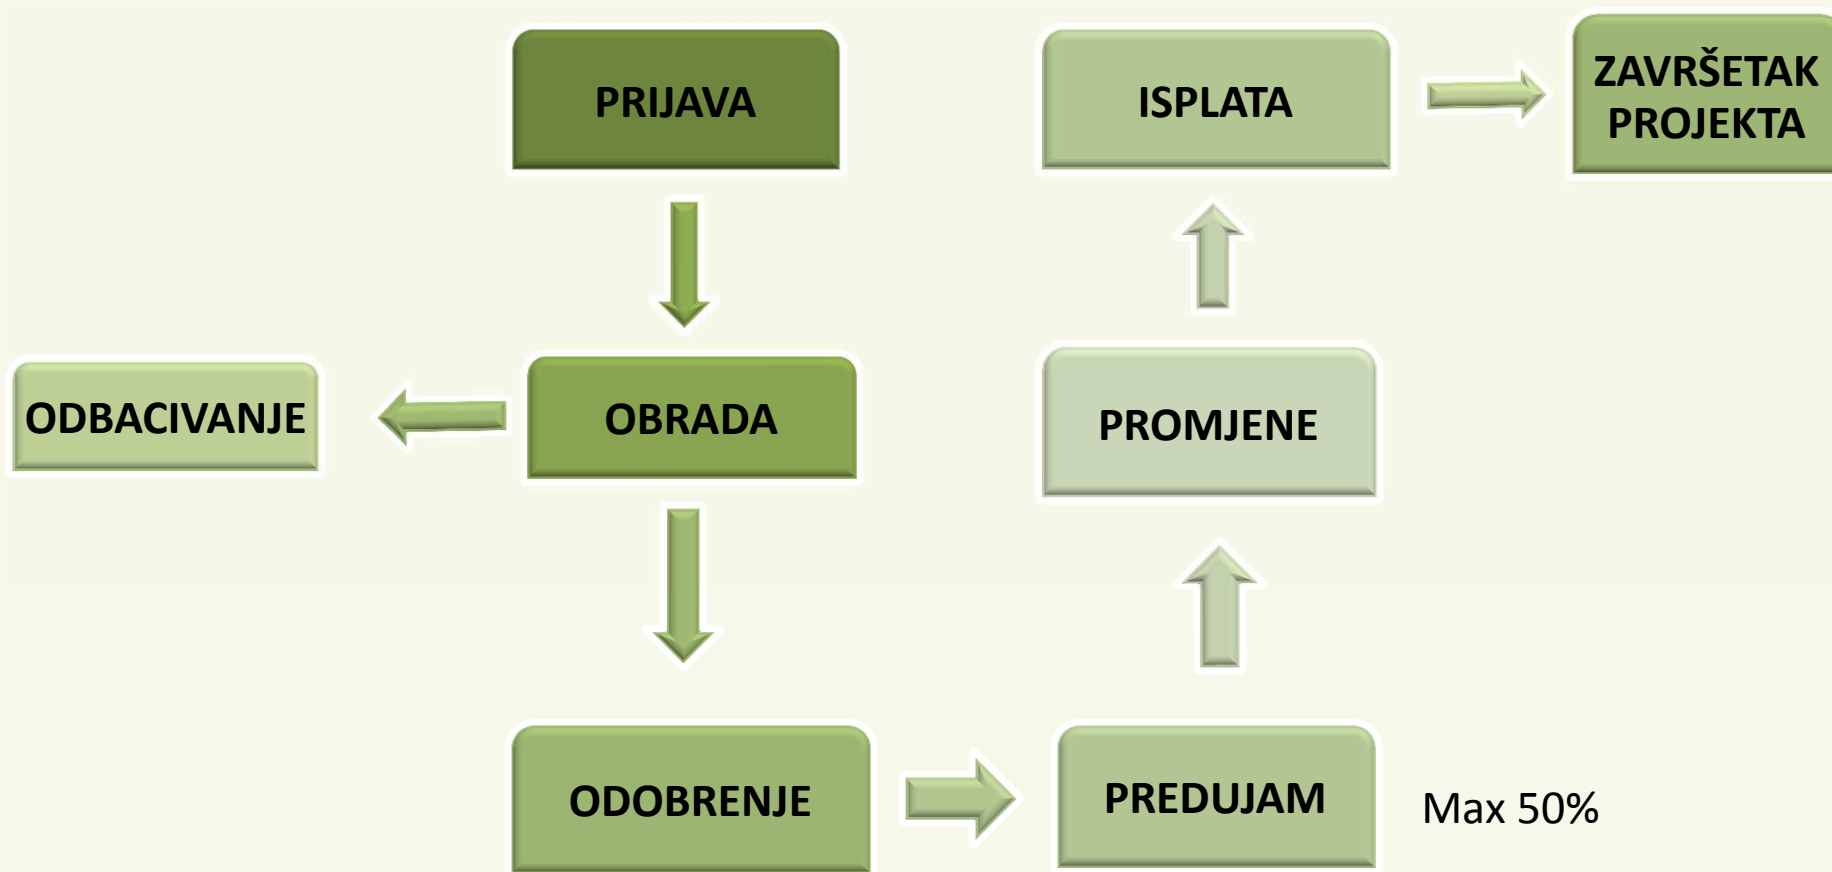 PRIJAVA
ISPLATA
ZAVRŠETAK
PROJEKTA
ODBACIVANJE
OBRADA
PROMJENE
ODOBRENJE
PREDUJAM
Max 50%